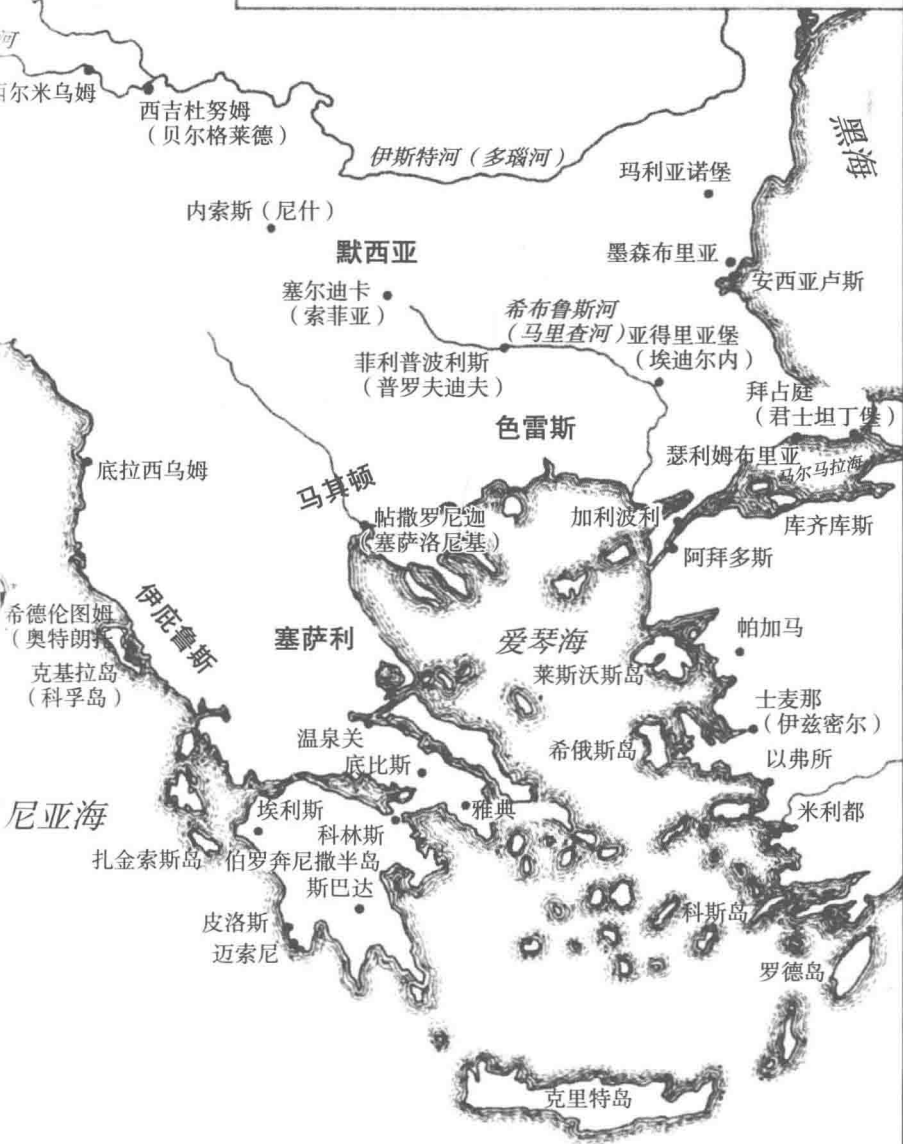 河
尔米乌姆
西吉杜努姆
（贝尔格莱德）
黑海
伊斯特河（多瑙河）
玛利亚诺堡
内索斯（尼什）
默西亚
墨森布里亚
安西亚卢斯
塞尔迪卡
（索菲亚）
希布鲁斯河
（马里查河）
亚得里亚堡
（埃迪尔内）
菲利普波利斯
（普罗夫迪夫）
拜占庭
（君士坦丁堡）
色雷斯
瑟利姆布里亚
马尔马拉海
底拉西乌姆
马其顿
帖撒罗尼迦
（塞萨洛尼基）
加利波利
库齐库斯
阿拜多斯
希德伦图姆
（奥特朗托）
伊庇鲁斯
塞萨利
爱琴海
帕加马
克基拉岛
（科孚岛）
莱斯沃斯岛
士麦那
（伊兹密尔）
温泉关
希俄斯岛
底比斯
以弗所
尼亚海
埃利斯
雅典
米利都
科林斯
扎金索斯岛
伯罗奔尼撒半岛
斯巴达
科斯岛
皮洛斯
迈索尼
罗德岛
克里特岛